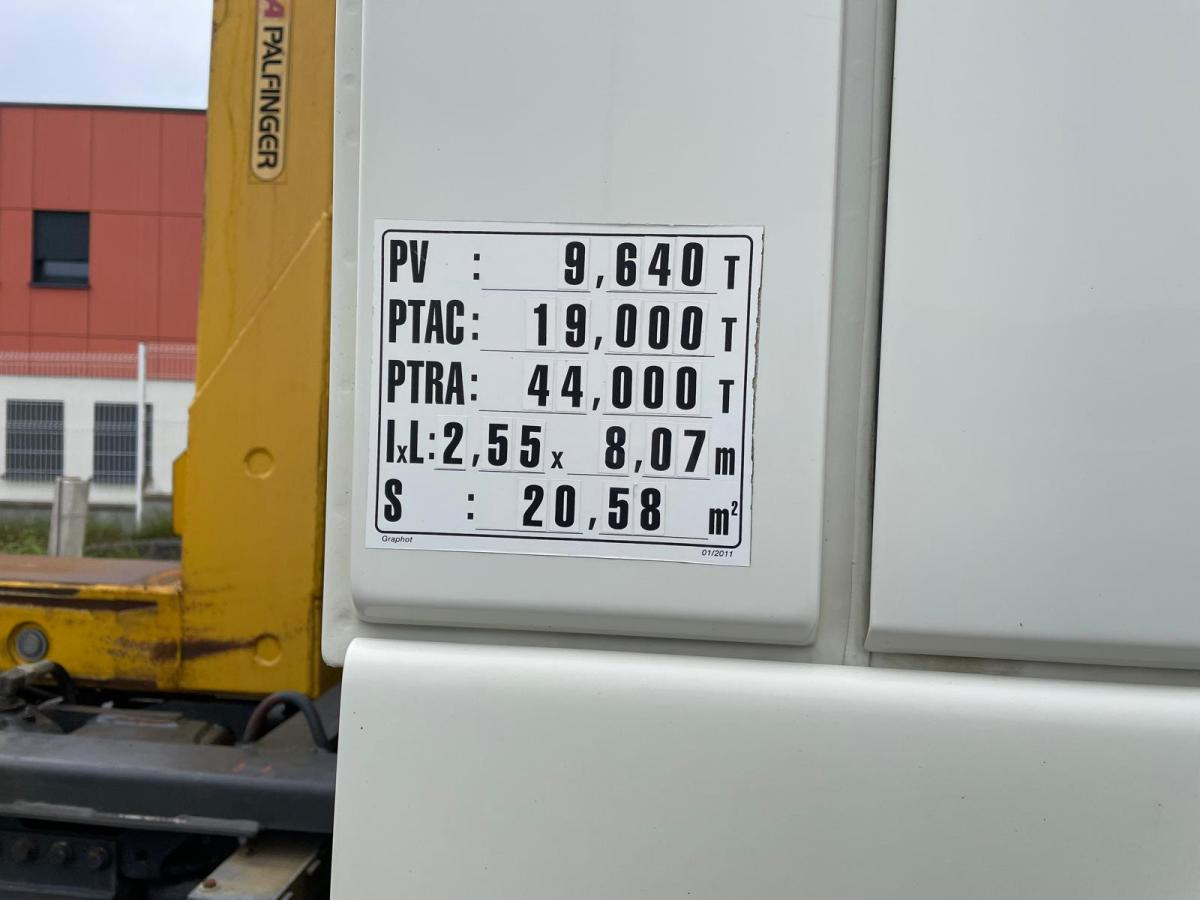 PALFINGER
PV : 9,640 T
PTAC: 19,000 T
PTRA: 44,000 T
lxL: 2,55 x 8,07 m
S : 20,58 m²
Graphot 01/2011